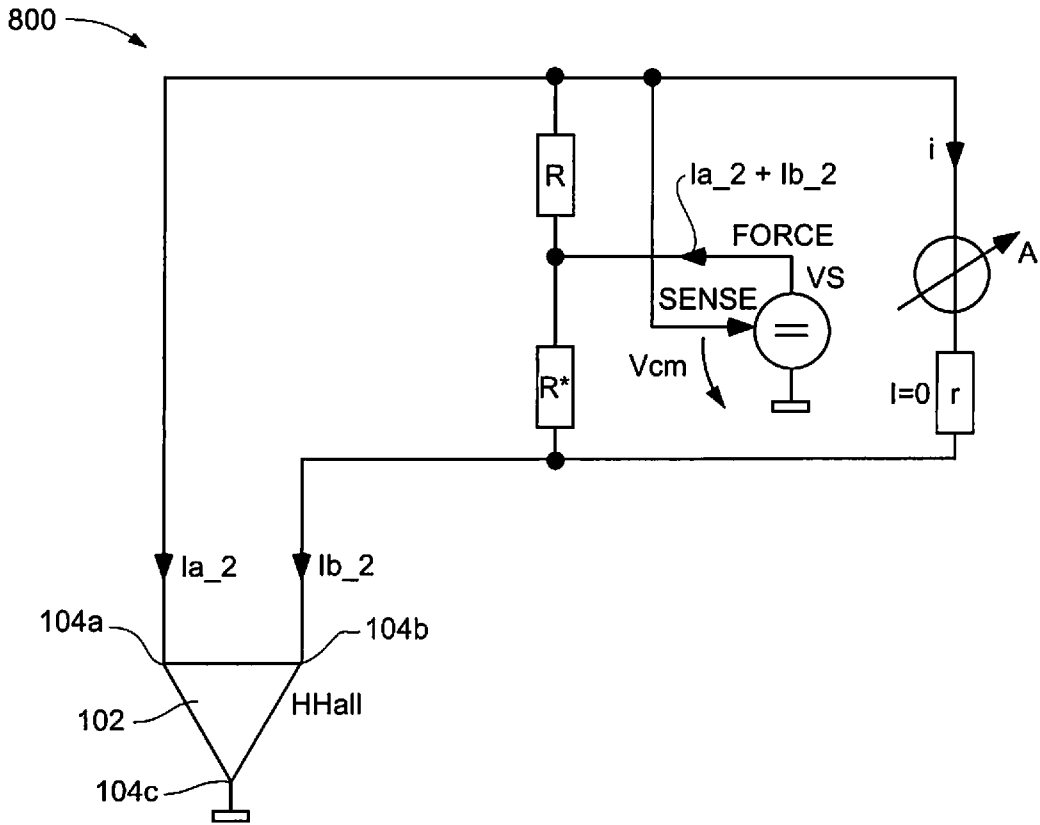 800
R
Ia_2 + Ib_2
i
FORCE
VS
A
SENSE
=
R*
Vcm
I=0
r
Ia_2
Ib_2
104a
104b
102
HHall
104c